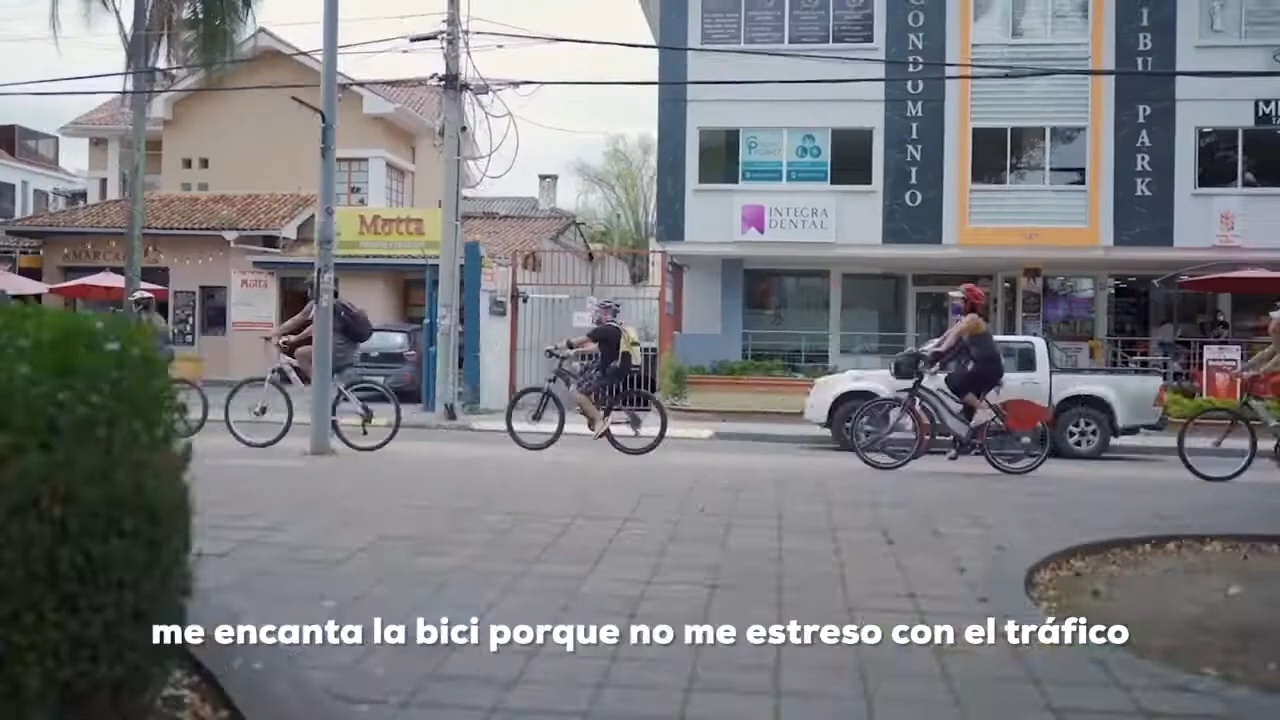 CONDOMINIO
IBU PARK
INTEGRA
DENTAL
Motta
Motta
me encanta la bici porque no me estreso con el tráfico